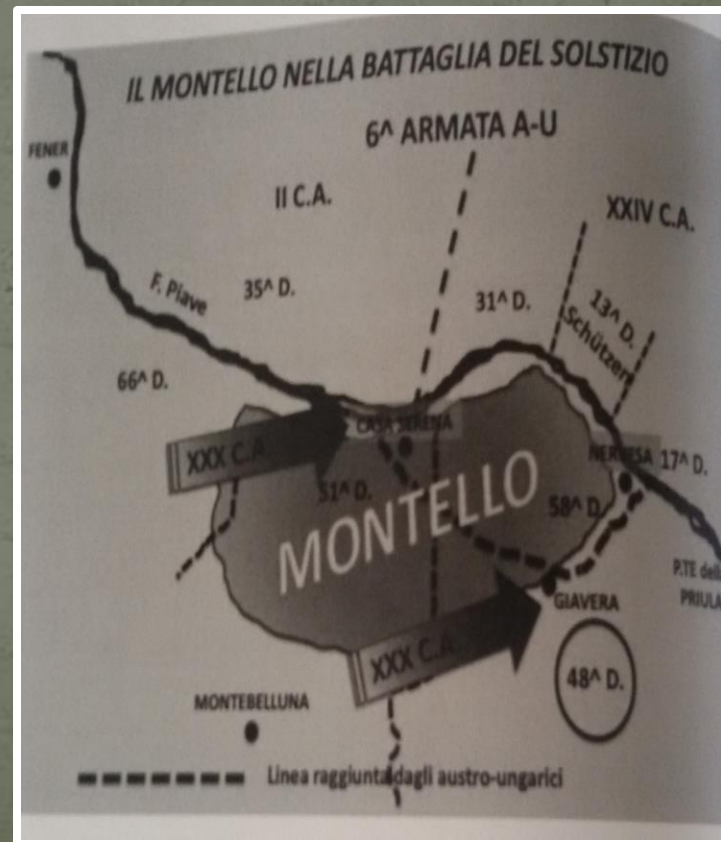 IL MONTELLO NELLA BATTAGLIA DEL SOLSTIZIO
6^ ARMATA A-U
FENER
II C.A.
XXIV C.A.
F. Piave
35^ D.
31^ D.
13^ D.
Schützen
66^ D.
CASA SERENA
XXX C.A.
NERVESA
17^ D.
51^ D.
58^ D.
MONTELLO
P.TE
PRIULA
GIAVERA
XXX C.A.
48^ D.
MONTEBELLUNA
Linea raggiunta dagli austro-ungarici